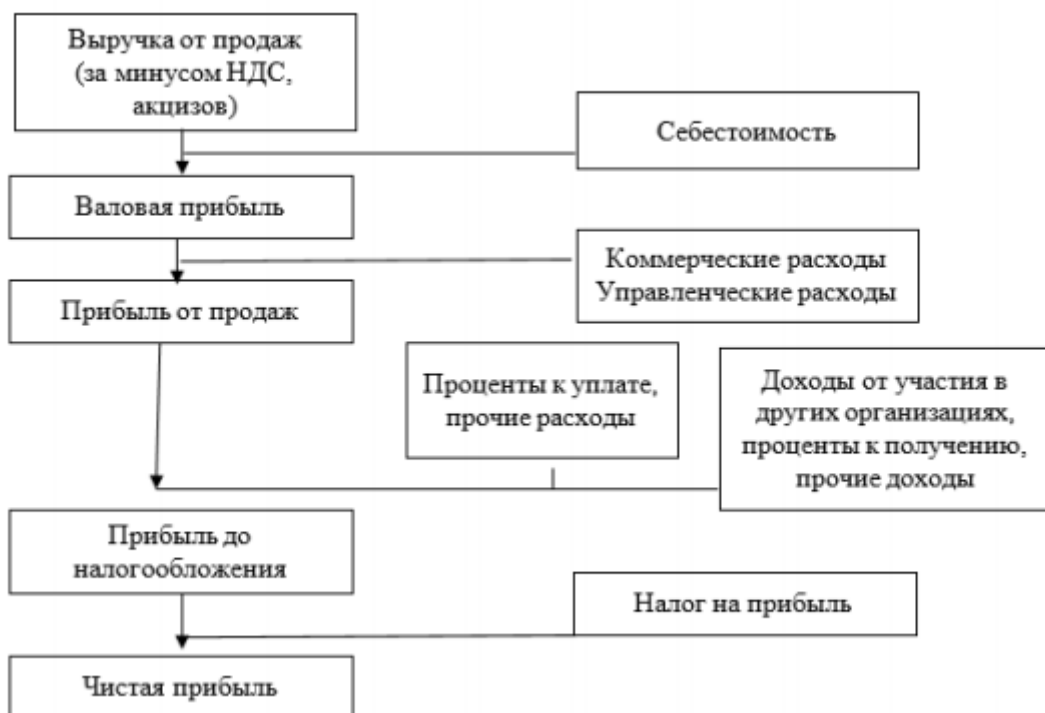 Выручка от продаж
(за минусом НДС,
акцизов)
Себестоимость
Валовая прибыль
Коммерческие расходы
Управленческие расходы
Прибыль от продаж
Проценты к уплате,
прочие расходы
Доходы от участия в
других организациях,
проценты к получению,
прочие доходы
Прибыль до
налогообложения
Налог на прибыль
Чистая прибыль